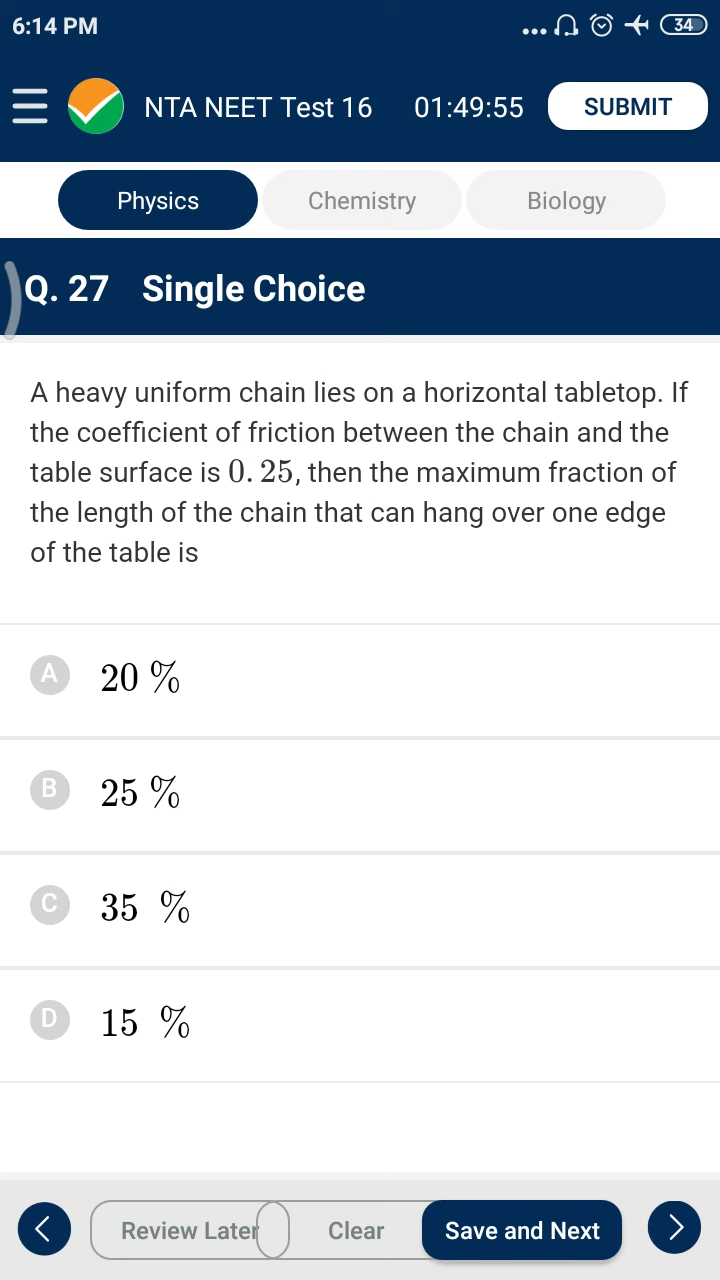 6:14 PM
... 34
NTA NEET Test 16 01:49:55 SUBMIT
Physics Chemistry Biology
Q. 27 Single Choice
A heavy uniform chain lies on a horizontal tabletop. If
the coefficient of friction between the chain and the
table surface is 0.25, then the maximum fraction of
the length of the chain that can hang over one edge
of the table is
A 20 %
B 25 %
C 35 %
D 15 %
Review Later Clear Save and Next